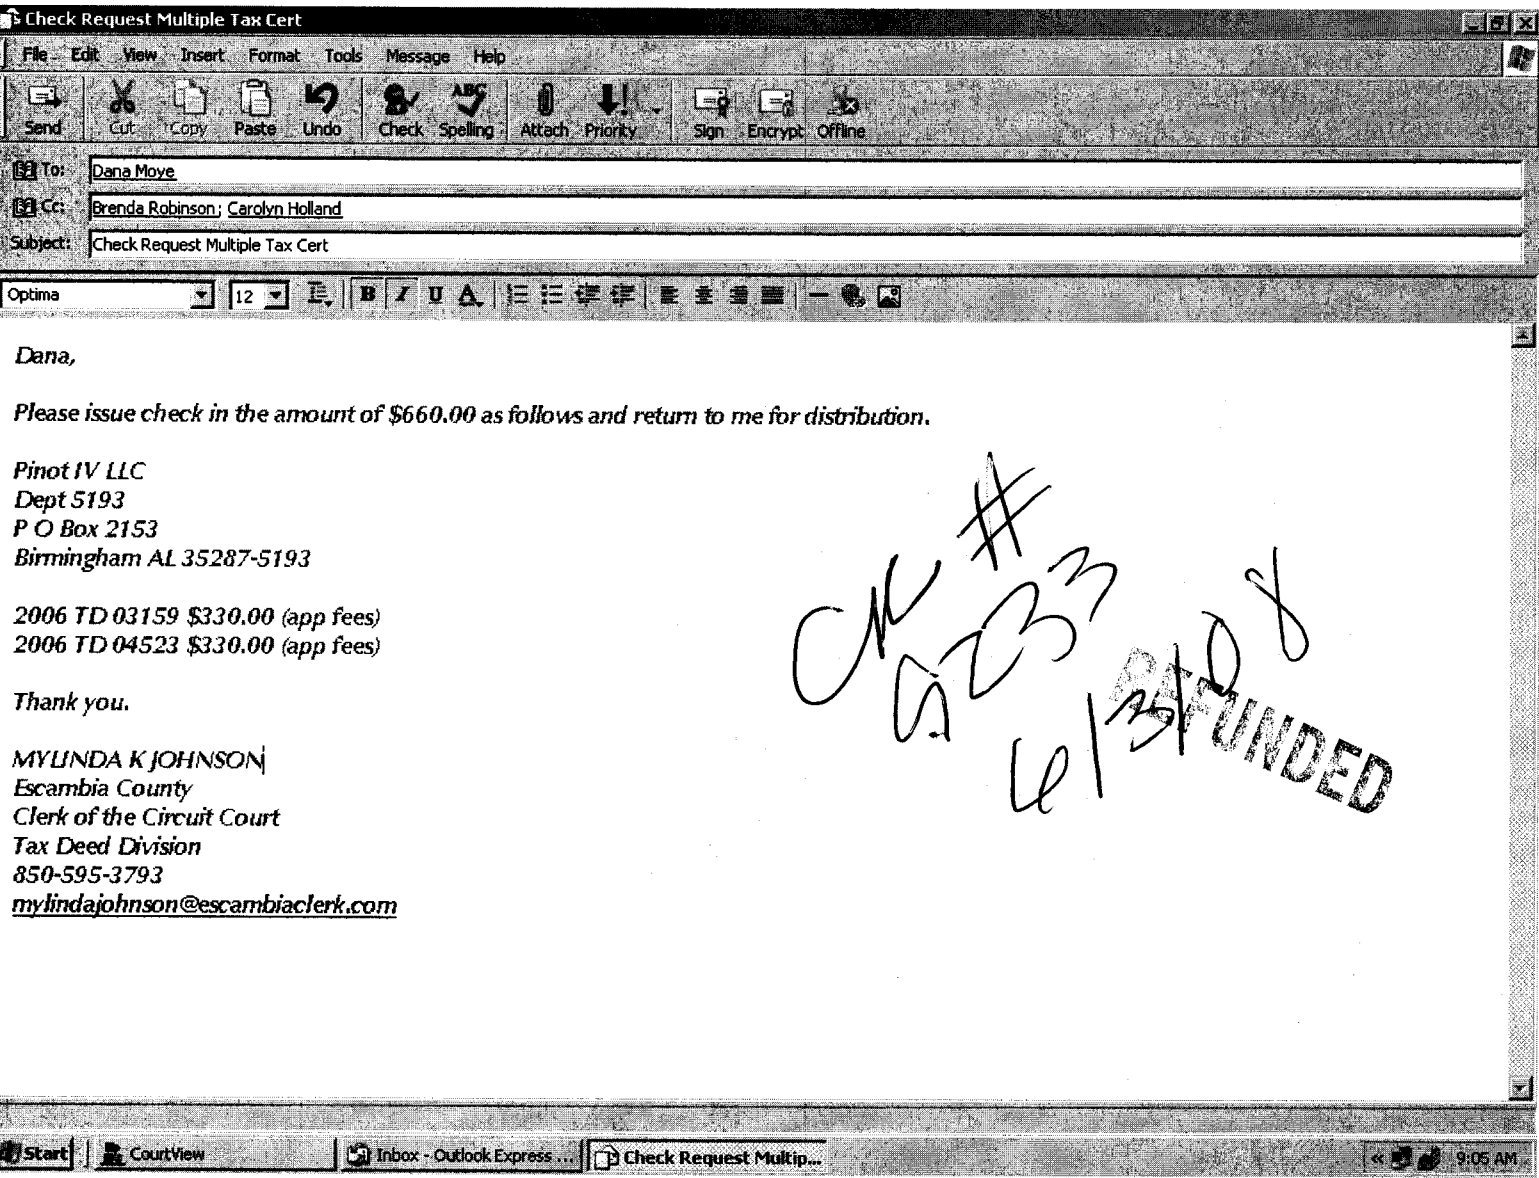 Check Request Multiple Tax Cert
File Edit View Insert Format Tools Message Help
Send Cut Copy Paste Undo Check Spelling Attach Priority Sign Encrypt Offline
To: Dana Moye
Cc: Brenda Robinson; Carolyn Holland
Subject: Check Request Multiple Tax Cert
Optima 12 B I U A
Dana,
Please issue check in the amount of $660.00 as follows and return to me for distribution.
Pinot IV LLC
Dept 5193
P O Box 2153
Birmingham AL 35287-5193
2006 TD 03159 $330.00 (app fees)
2006 TD 04523 $330.00 (app fees)
Thank you.
MYLINDA K JOHNSON
Escambia County
Clerk of the Circuit Court
Tax Deed Division
850-595-3793
mylindajohnson@escambiaclerk.com
CK #
5233
6/3/08
REFUNDED
Start CourtView Inbox - Outlook Express ... Check Request Multip... « 9:05 AM